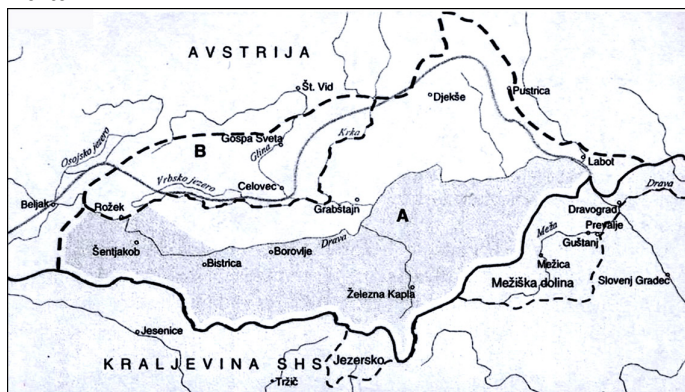 AVSTRIJA
Št. Vid
Djekše
Pustrica
Osojsko jezero
B
Gospa Sveta
Glina
Krka
Labot
Vrbsko jezero
Celovec
Beljak
Rožek
Grabštajn
A
Drava
Dravograd
Drava
Prevalje
Meža
Guštanj
Šentjakob
Borovlje
Bistrica
Mežica
Železna Kapla
Mežiška dolina
Slovenj Gradec
Jesenice
KRALJEVINA SHS
Jezersko
Tržič